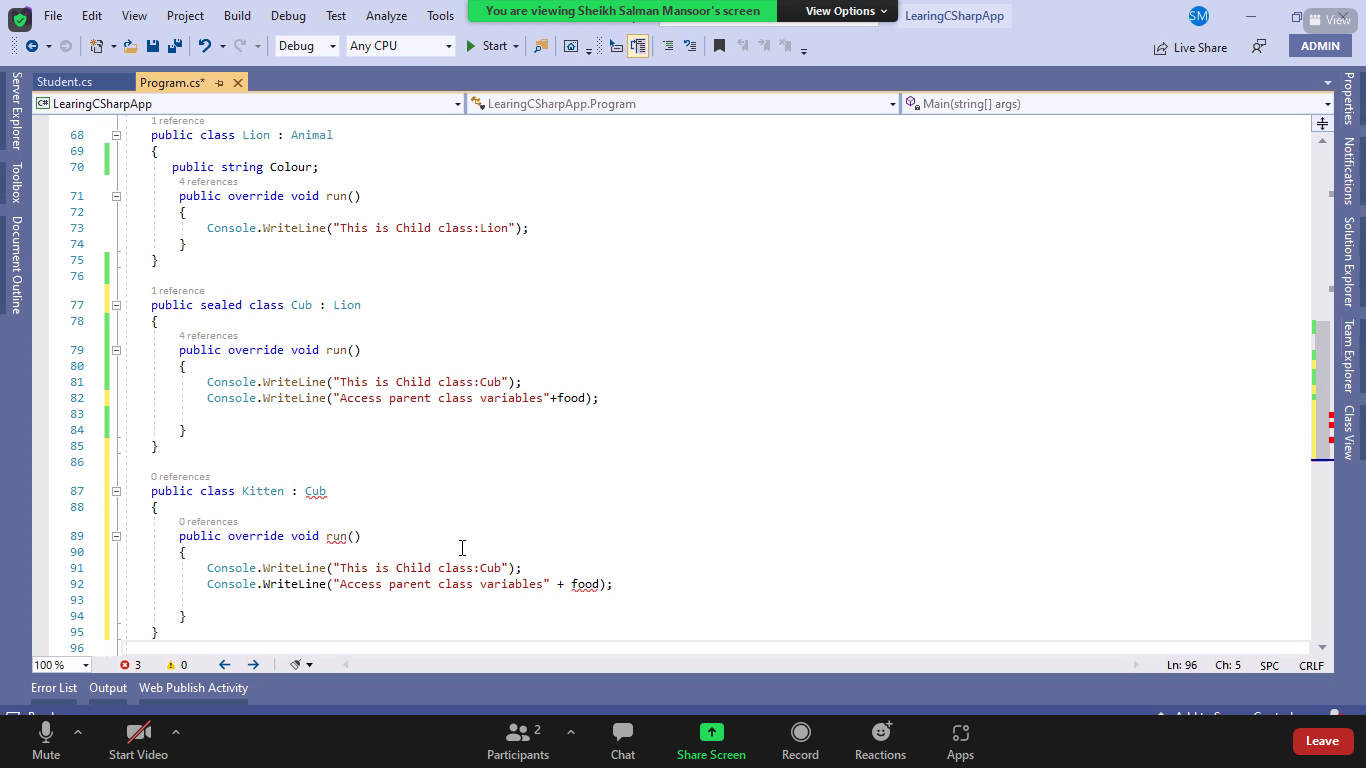 File Edit View Project Build Debug Test Analyze Tools
You are viewing Sheikh Salman Mansoor's screen
View Options
LearingCSharpApp
SM
View
Debug
Any CPU
Start
Live Share
ADMIN
Student.cs
Program.cs*
LearingCSharpApp
LearingCSharpApp.Program
Main(string[] args)
Server Explorer
Toolbox
Document Outline
Properties
Notifications
Solution Explorer
Team Explorer
Class View
1 reference
68 public class Lion : Animal
69 {
70 public string Colour;
4 references
71 public override void run()
72 {
73 Console.WriteLine("This is Child class:Lion");
74 }
75 }
76
1 reference
77 public sealed class Cub : Lion
78 {
4 references
79 public override void run()
80 {
81 Console.WriteLine("This is Child class:Cub");
82 Console.WriteLine("Access parent class variables"+food);
83
84 }
85 }
86
0 references
87 public class Kitten : Cub
88 {
0 references
89 public override void run()
90 {
91 Console.WriteLine("This is Child class:Cub");
92 Console.WriteLine("Access parent class variables" + food);
93
94 }
95 }
96
100 %
3
0
Ln: 96 Ch: 5 SPC CRLF
Error List Output Web Publish Activity
Mute
Start Video
2
Participants
Chat
Share Screen
Record
Reactions
Apps
Leave